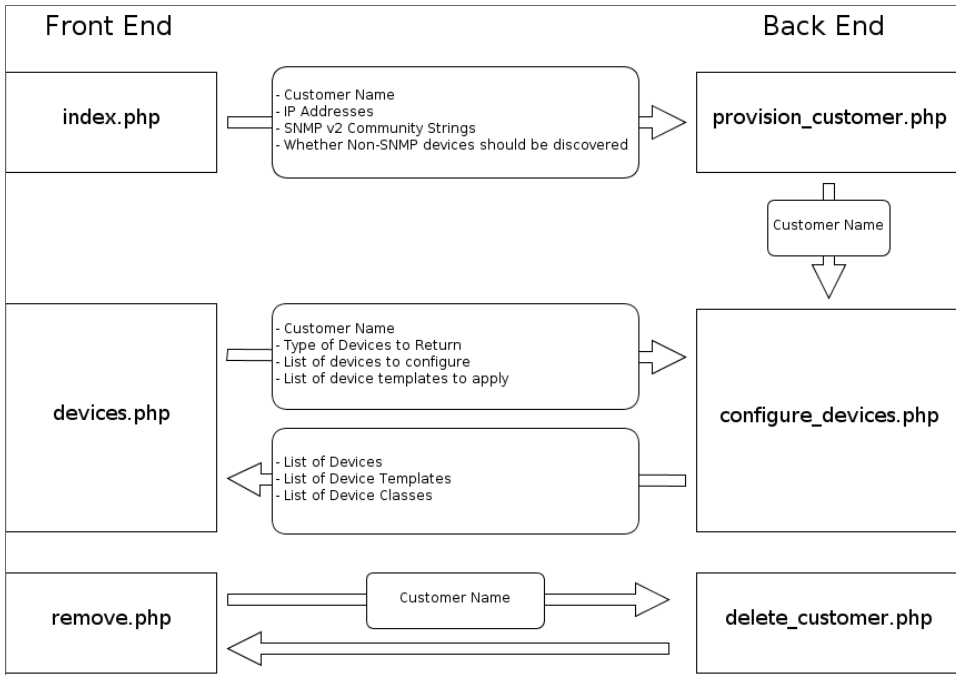 Front End
Back End
index.php
- Customer Name
- IP Addresses
- SNMP v2 Community Strings
- Whether Non-SNMP devices should be discovered
provision_customer.php
Customer Name
devices.php
- Customer Name
- Type of Devices to Return
- List of devices to configure
- List of device templates to apply
configure_devices.php
- List of Devices
- List of Device Templates
- List of Device Classes
remove.php
Customer Name
delete_customer.php